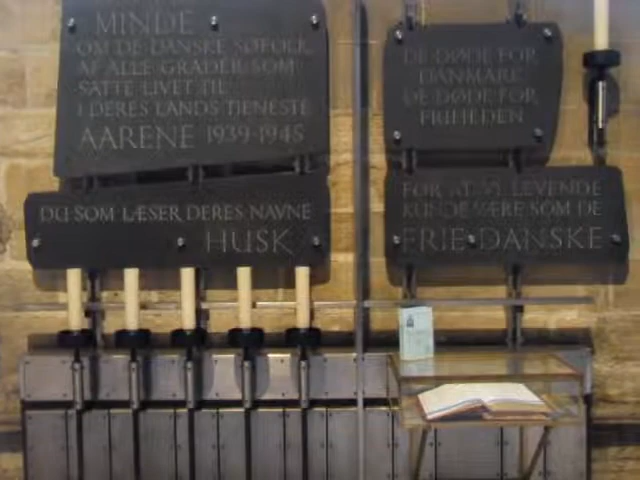 MINDE
OM DE DANSKE SØFOLK
AF ALLE GRADER SOM
SATTE LIVET TIL
I DERES LANDS TJENESTE
AARENE 1939-1945
DU SOM LÆSER DERES NAVNE
HUSK
DE DØDE FOR
DANMARK
DE DØDE FOR
FRIHEDEN
FOR AT VI LEVENDE
KUNDE VÆRE SOM DE
FRIE DANSKE